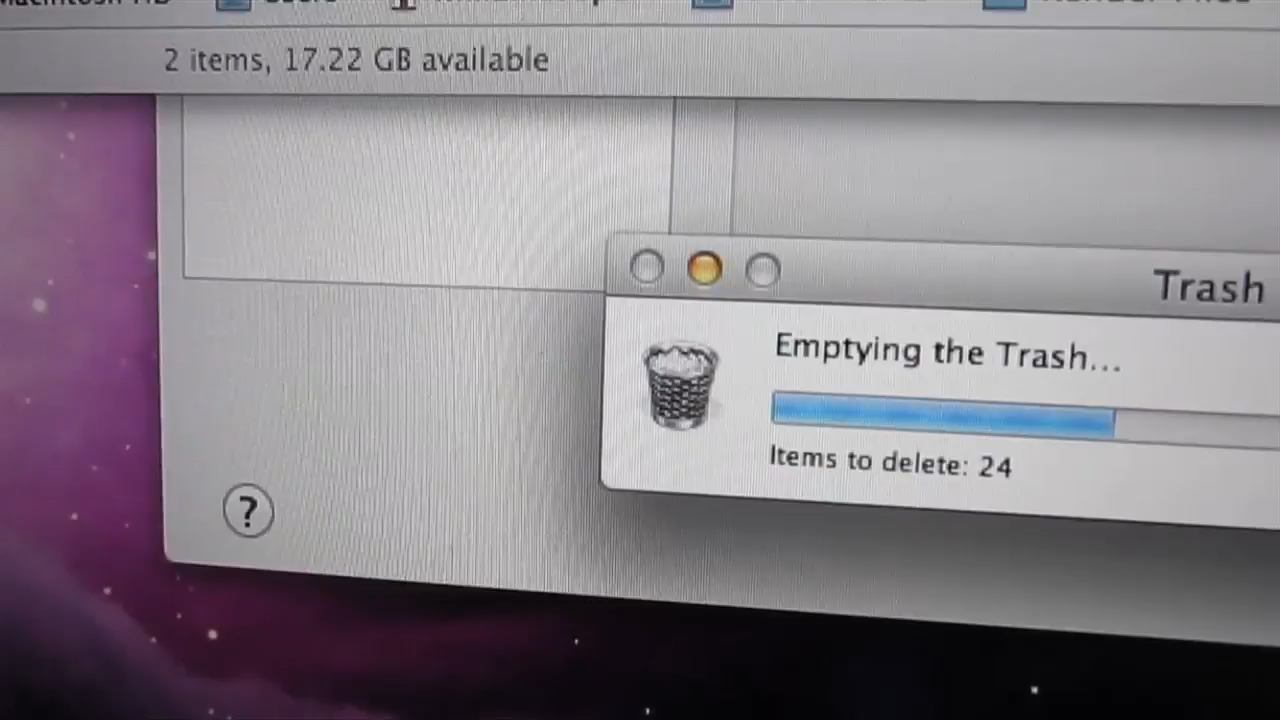 2 items, 17.22 GB available
Trash
Emptying the Trash...
Items to delete: 24
?